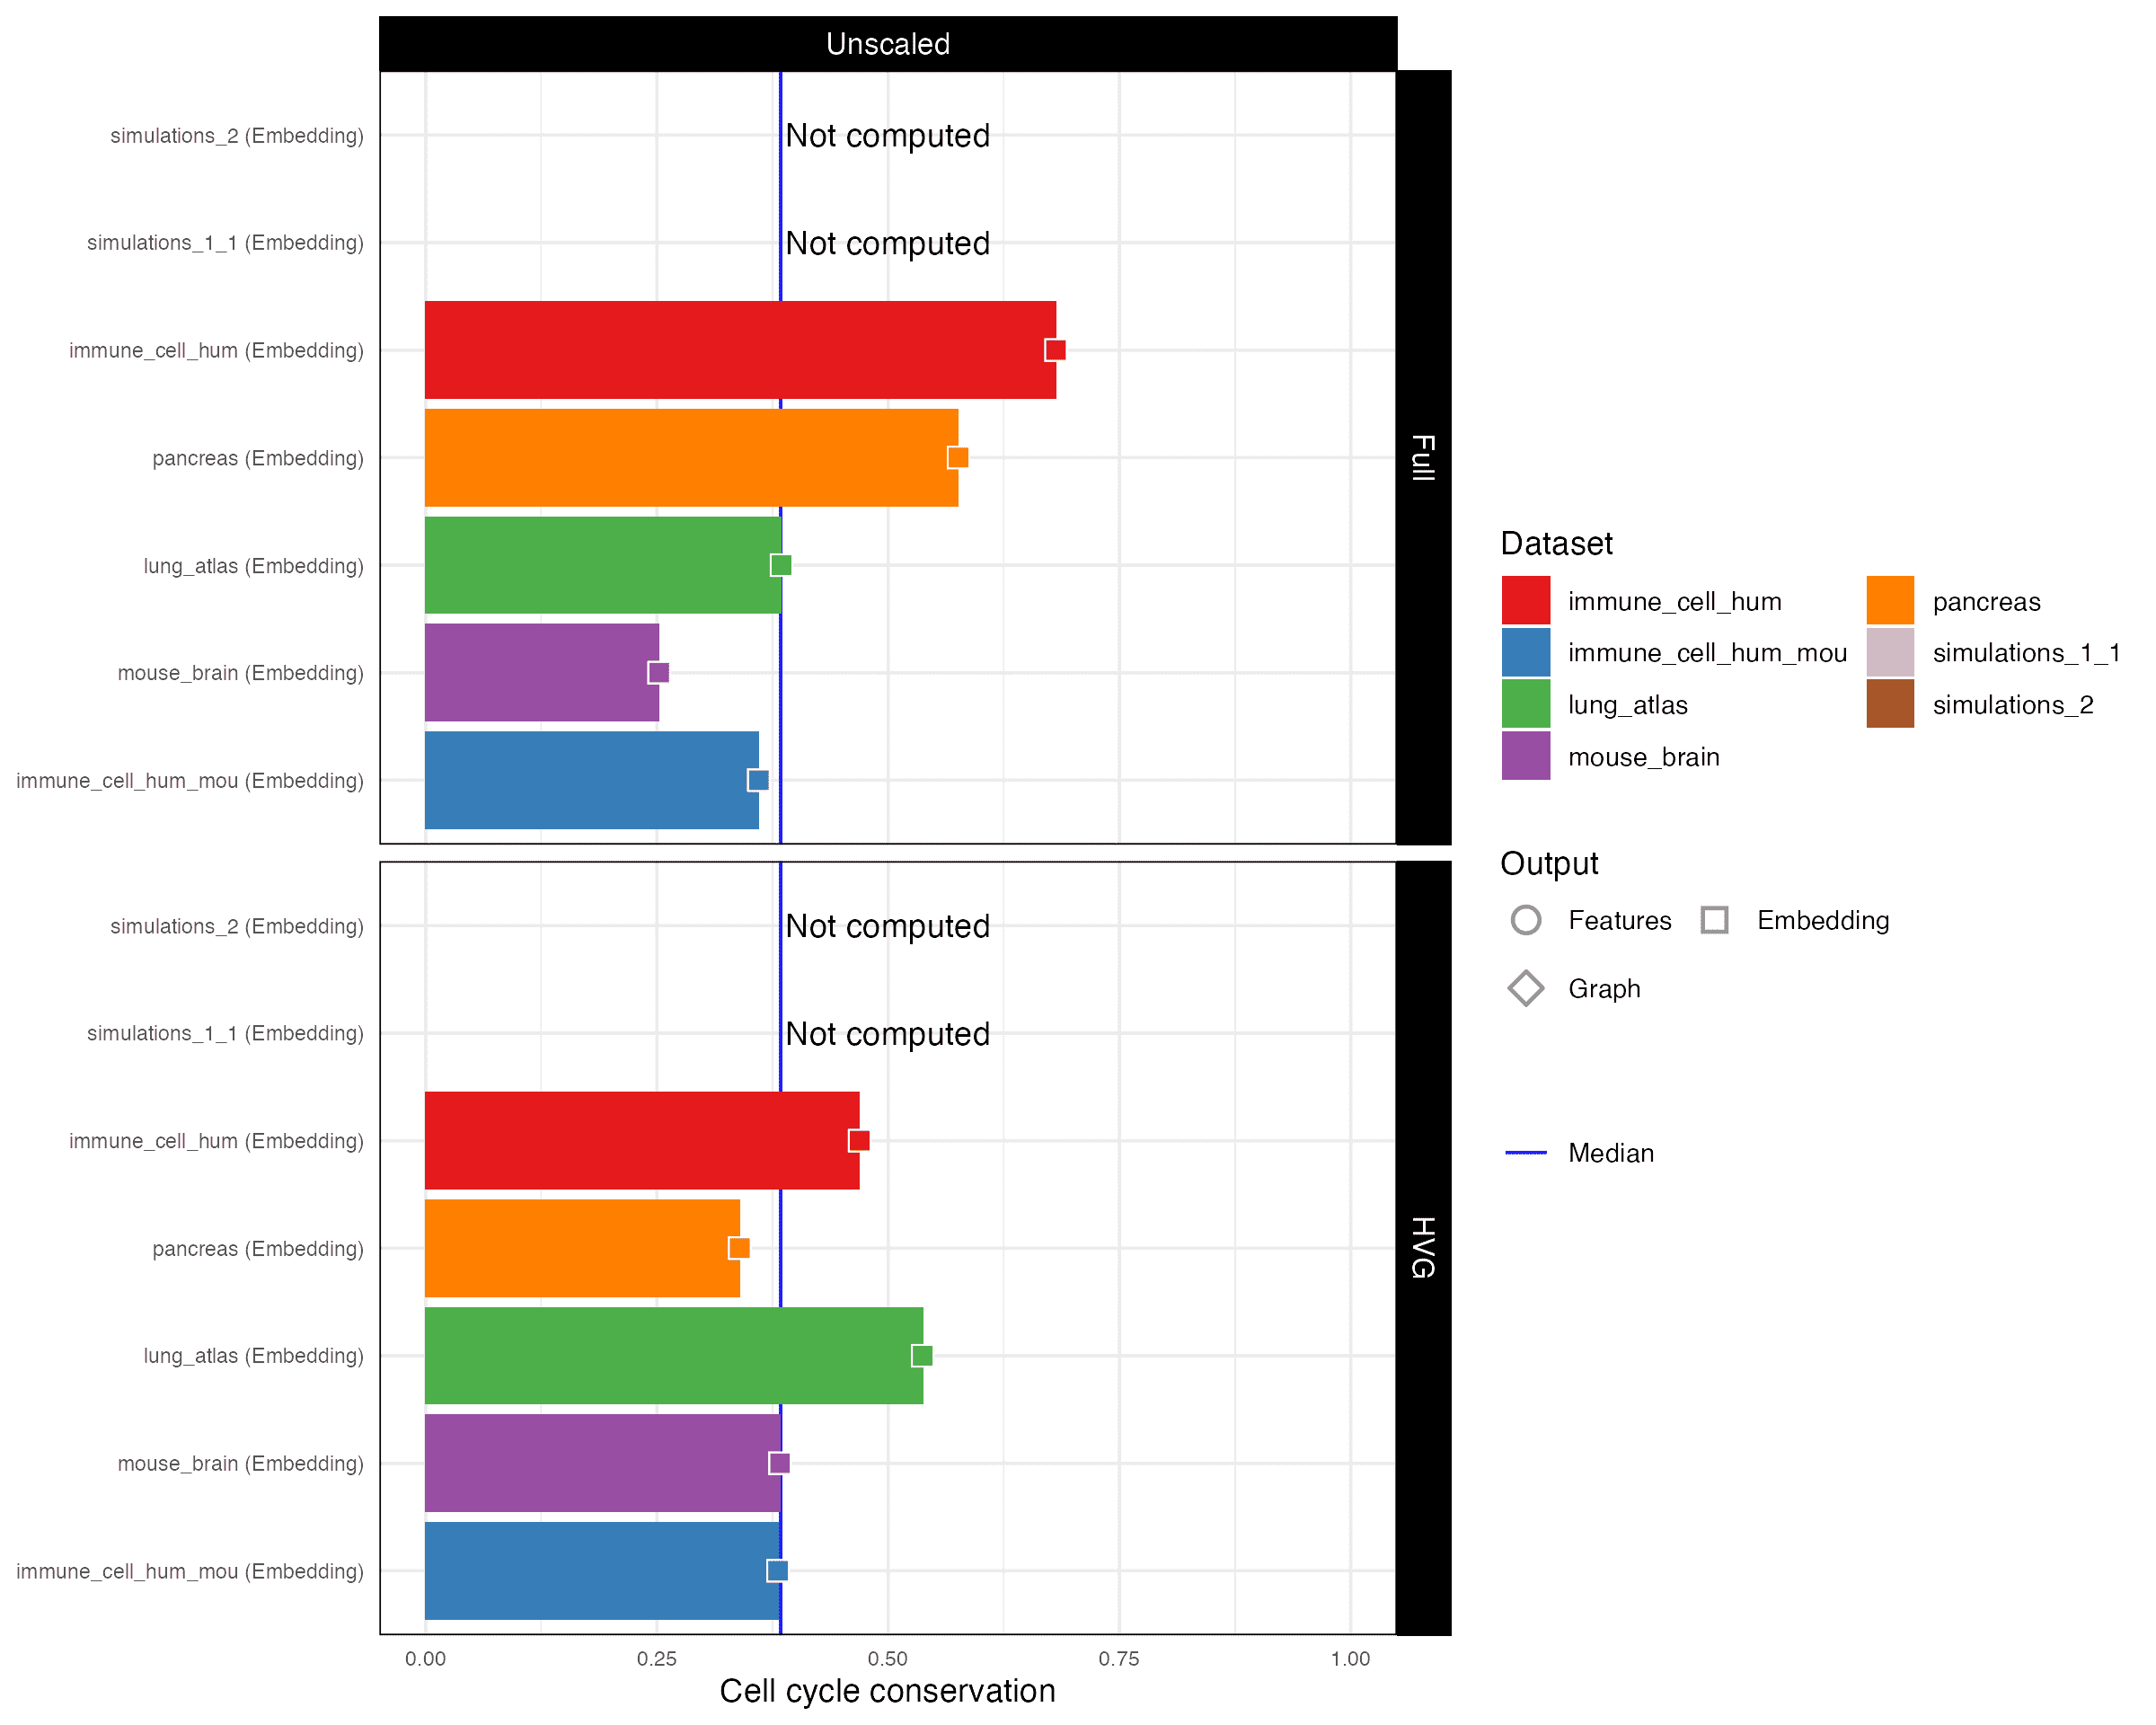 Unscaled
simulations_2 (Embedding)
Not computed
simulations_1_1 (Embedding)
Not computed
immune_cell_hum (Embedding)
pancreas (Embedding)
lung_atlas (Embedding)
mouse_brain (Embedding)
immune_cell_hum_mou (Embedding)
Full
simulations_2 (Embedding)
Not computed
simulations_1_1 (Embedding)
Not computed
immune_cell_hum (Embedding)
pancreas (Embedding)
lung_atlas (Embedding)
mouse_brain (Embedding)
immune_cell_hum_mou (Embedding)
HVG
0.00 0.25 0.50 0.75 1.00
Cell cycle conservation
Dataset
immune_cell_hum pancreas
immune_cell_hum_mou simulations_1_1
lung_atlas simulations_2
mouse_brain
Output
Features Embedding
Graph
Median